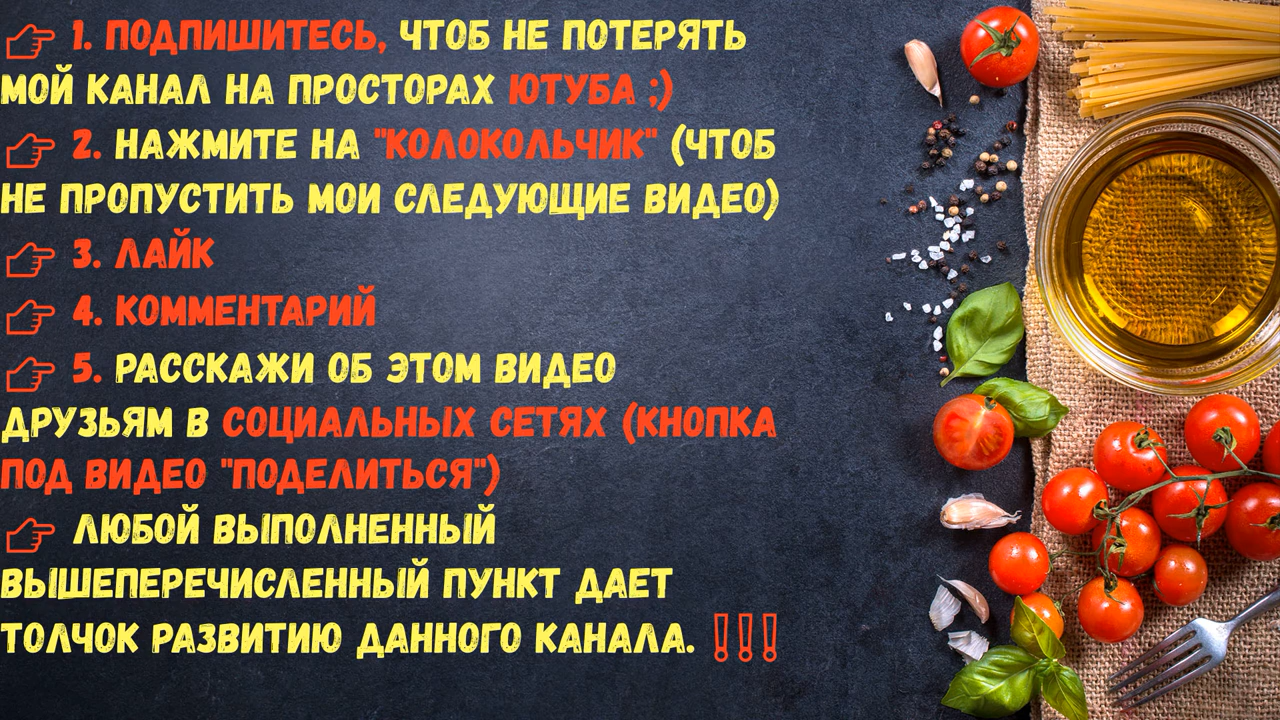 👉 1. ПОДПИШИТЕСЬ, ЧТОБ НЕ ПОТЕРЯТЬ
МОЙ КАНАЛ НА ПРОСТОРАХ ЮТУБА ;)
👉 2. НАЖМИТЕ НА "КОЛОКОЛЬЧИК" (ЧТОБ
НЕ ПРОПУСТИТЬ МОИ СЛЕДУЮЩИЕ ВИДЕО)
👉 3. ЛАЙК
👉 4. КОММЕНТАРИЙ
👉 5. РАССКАЖИ ОБ ЭТОМ ВИДЕО
ДРУЗЬЯМ В СОЦИАЛЬНЫХ СЕТЯХ (КНОПКА
ПОД ВИДЕО "ПОДЕЛИТЬСЯ")
👉 ЛЮБОЙ ВЫПОЛНЕННЫЙ
ВЫШЕПЕРЕЧИСЛЕННЫЙ ПУНКТ ДАЕТ
ТОЛЧОК РАЗВИТИЮ ДАННОГО КАНАЛА. ❗❗❗